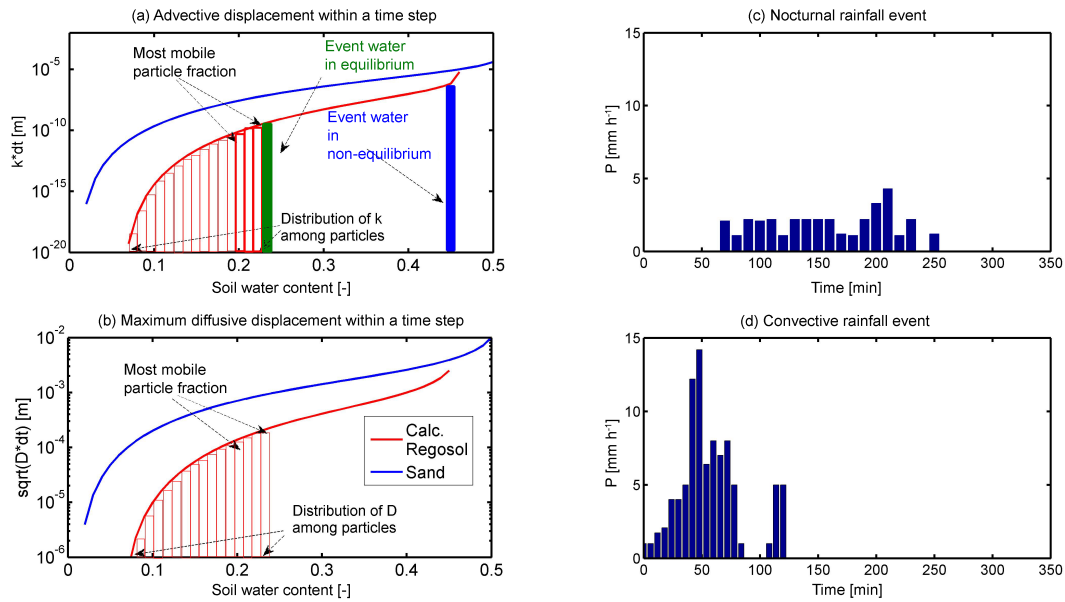 (a) Advective displacement within a time step
k*dt [m]
10-5
10-10
10-15
10-20
Most mobile
particle fraction
Event water
in equilibrium
Event water
in
non-equilibrium
Distribution of k
among particles
0 0.1 0.2 0.3 0.4 0.5
Soil water content [-]
(b) Maximum diffusive displacement within a time step
sqrt(D*dt) [m]
10-2
10-3
10-4
10-5
10-6
Most mobile
particle fraction
Calc.
Regosol
Sand
Distribution of D
among particles
0 0.1 0.2 0.3 0.4 0.5
Soil water content [-]
(c) Nocturnal rainfall event
P [mm h-1]
15
10
5
0
0 50 100 150 200 250 300 350
Time [min]
(d) Convective rainfall event
P [mm h-1]
15
10
5
0
0 50 100 150 200 250 300 350
Time [min]